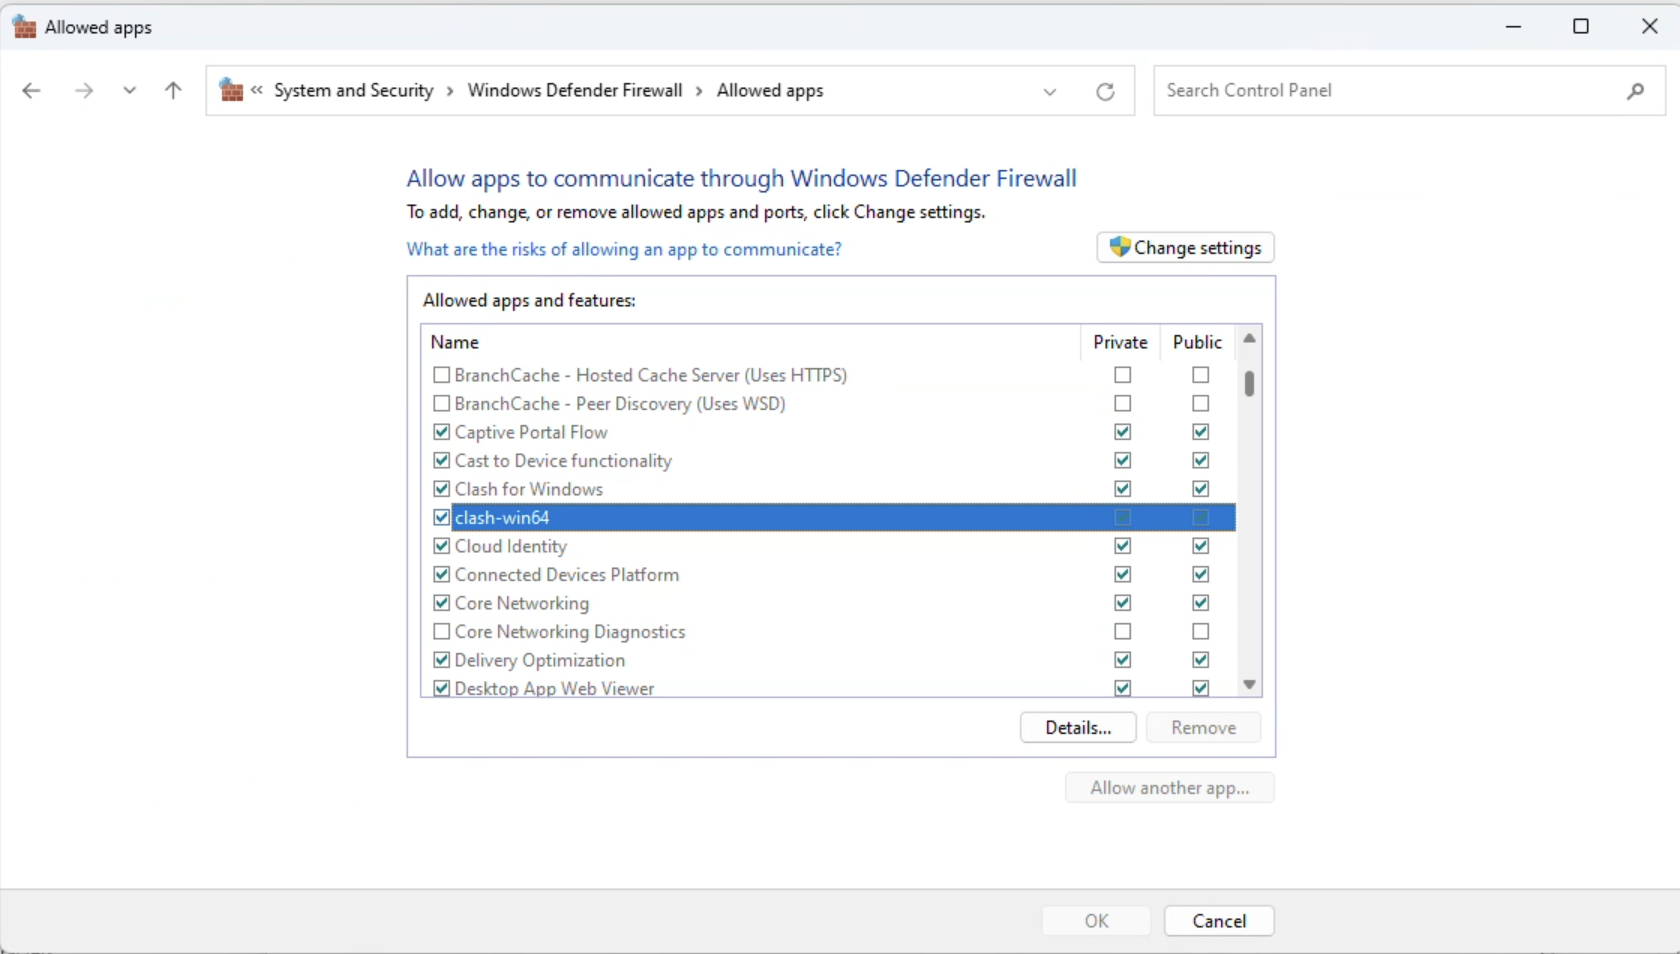 Allowed apps
« System and Security › Windows Defender Firewall › Allowed apps
Search Control Panel
Allow apps to communicate through Windows Defender Firewall
To add, change, or remove allowed apps and ports, click Change settings.
What are the risks of allowing an app to communicate?
Change settings
Allowed apps and features:
Name Private Public
BranchCache - Hosted Cache Server (Uses HTTPS)
BranchCache - Peer Discovery (Uses WSD)
Captive Portal Flow
Cast to Device functionality
Clash for Windows
clash-win64
Cloud Identity
Connected Devices Platform
Core Networking
Core Networking Diagnostics
Delivery Optimization
Desktop App Web Viewer
Details... Remove
Allow another app...
OK Cancel